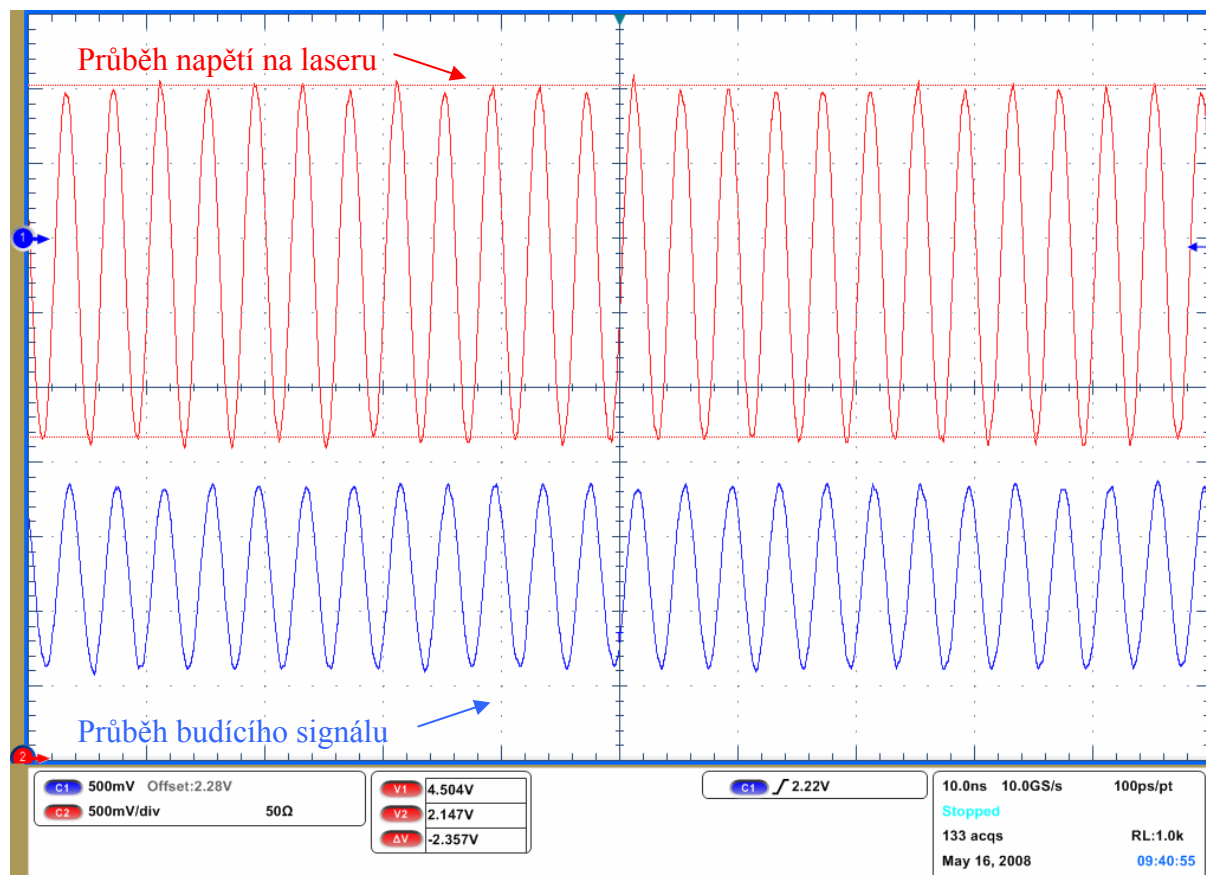 Průběh napětí na laseru
1
Průběh budícího signálu
2
C1 500mV Offset:2.28V
C2 500mV/div 50Ω
V1 4.504V
V2 2.147V
ΔV -2.357V
C1 2.22V
10.0ns 10.0GS/s 100ps/pt
Stopped
133 acqs RL:1.0k
May 16, 2008 09:40:55